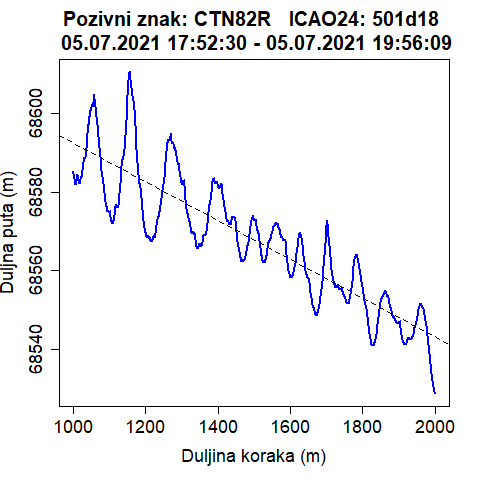 Pozivni znak: CTN82R   ICAO24: 501d18
05.07.2021 17:52:30 - 05.07.2021 19:56:09
Duljna puta (m)
68600
68580
68560
68540
1000 1200 1400 1600 1800 2000
Duljina koraka (m)